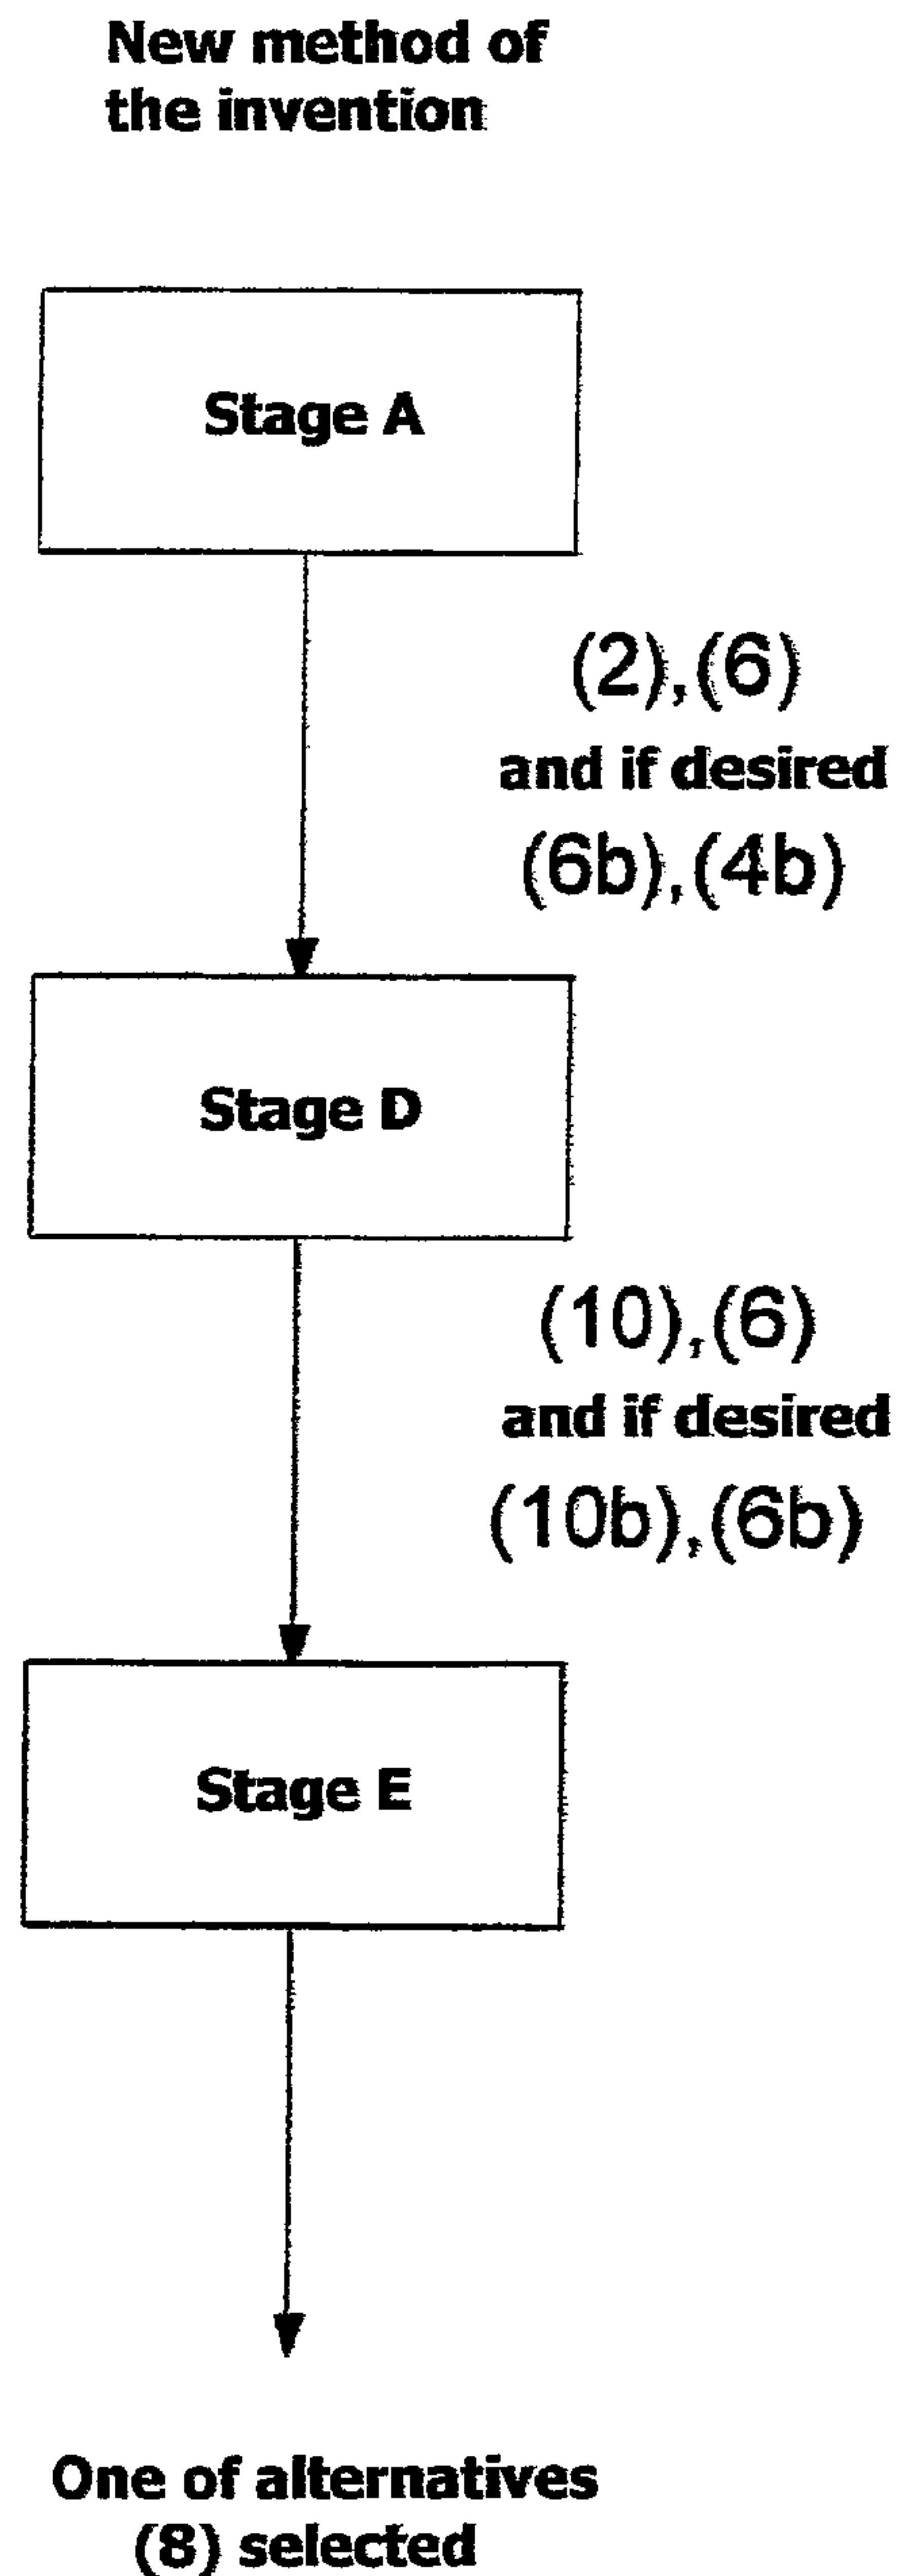 New method of
the invention
Stage A
(2),(6)
and if desired
(6b),(4b)
Stage D
(10),(6)
and if desired
(10b),(6b)
Stage E
One of alternatives
(8) selected